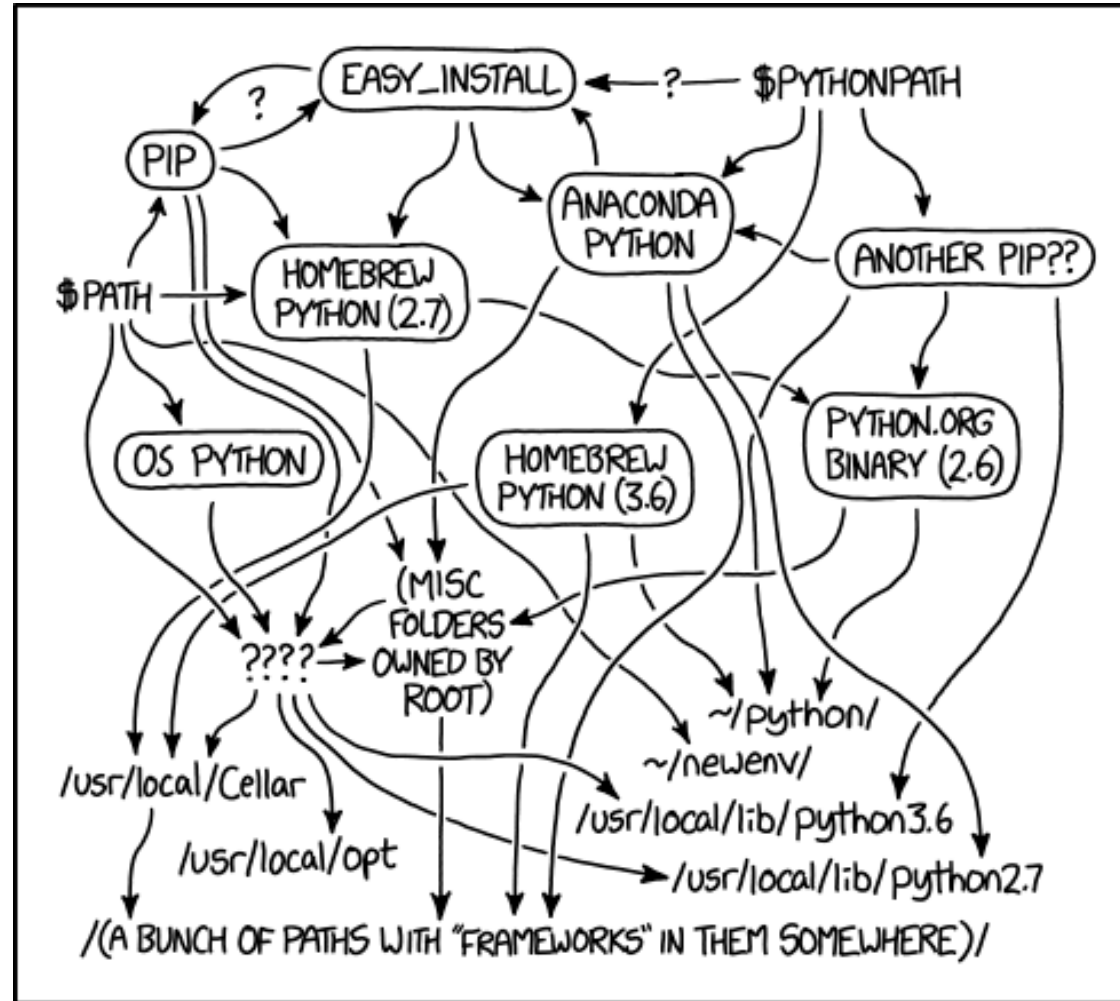 EASY_INSTALL
?
$PYTHONPATH
?
PIP
ANACONDA
PYTHON
ANOTHER PIP??
HOMEBREW
PYTHON (2.7)
$PATH
OS PYTHON
HOMEBREW
PYTHON (3.6)
PYTHON.ORG
BINARY (2.6)
(MISC
FOLDERS
OWNED BY
ROOT)
????
~/python/
~/newenv/
/usr/local/Cellar
/usr/local/lib/python3.6
/usr/local/opt
/usr/local/lib/python2.7
/(A BUNCH OF PATHS WITH "FRAMEWORKS" IN THEM SOMEWHERE)/